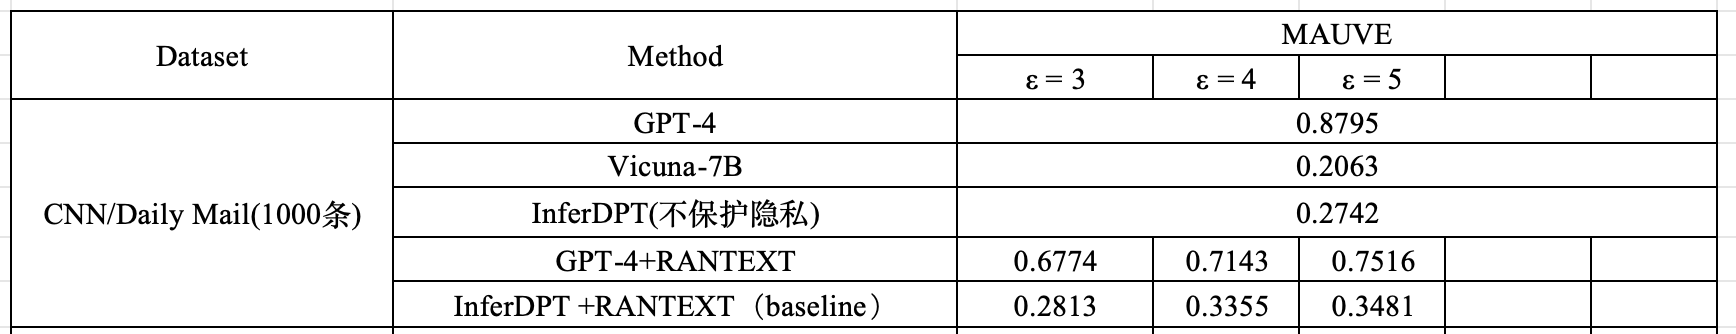 Dataset Method MAUVE
ε = 3 ε = 4 ε = 5
CNN/Daily Mail(1000条)
GPT-4 0.8795
Vicuna-7B 0.2063
InferDPT(不保护隐私) 0.2742
GPT-4+RANTEXT 0.6774 0.7143 0.7516
InferDPT +RANTEXT（baseline） 0.2813 0.3355 0.3481